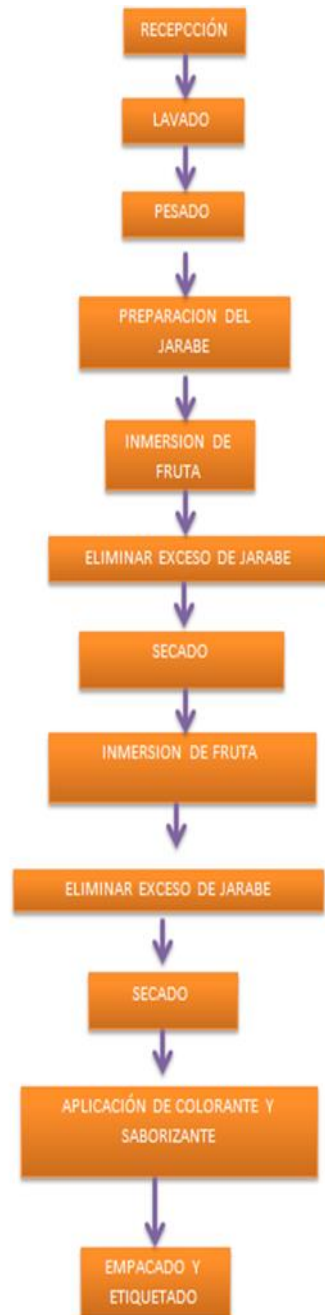 RECEPCCIÓN
LAVADO
PESADO
PREPARACION DEL
JARABE
INMERSION DE
FRUTA
ELIMINAR EXCESO DE JARABE
SECADO
INMERSION DE FRUTA
ELIMINAR EXCESO DE JARABE
SECADO
APLICACIÓN DE COLORANTE Y
SABORIZANTE
EMPACADO Y
ETIQUETADO